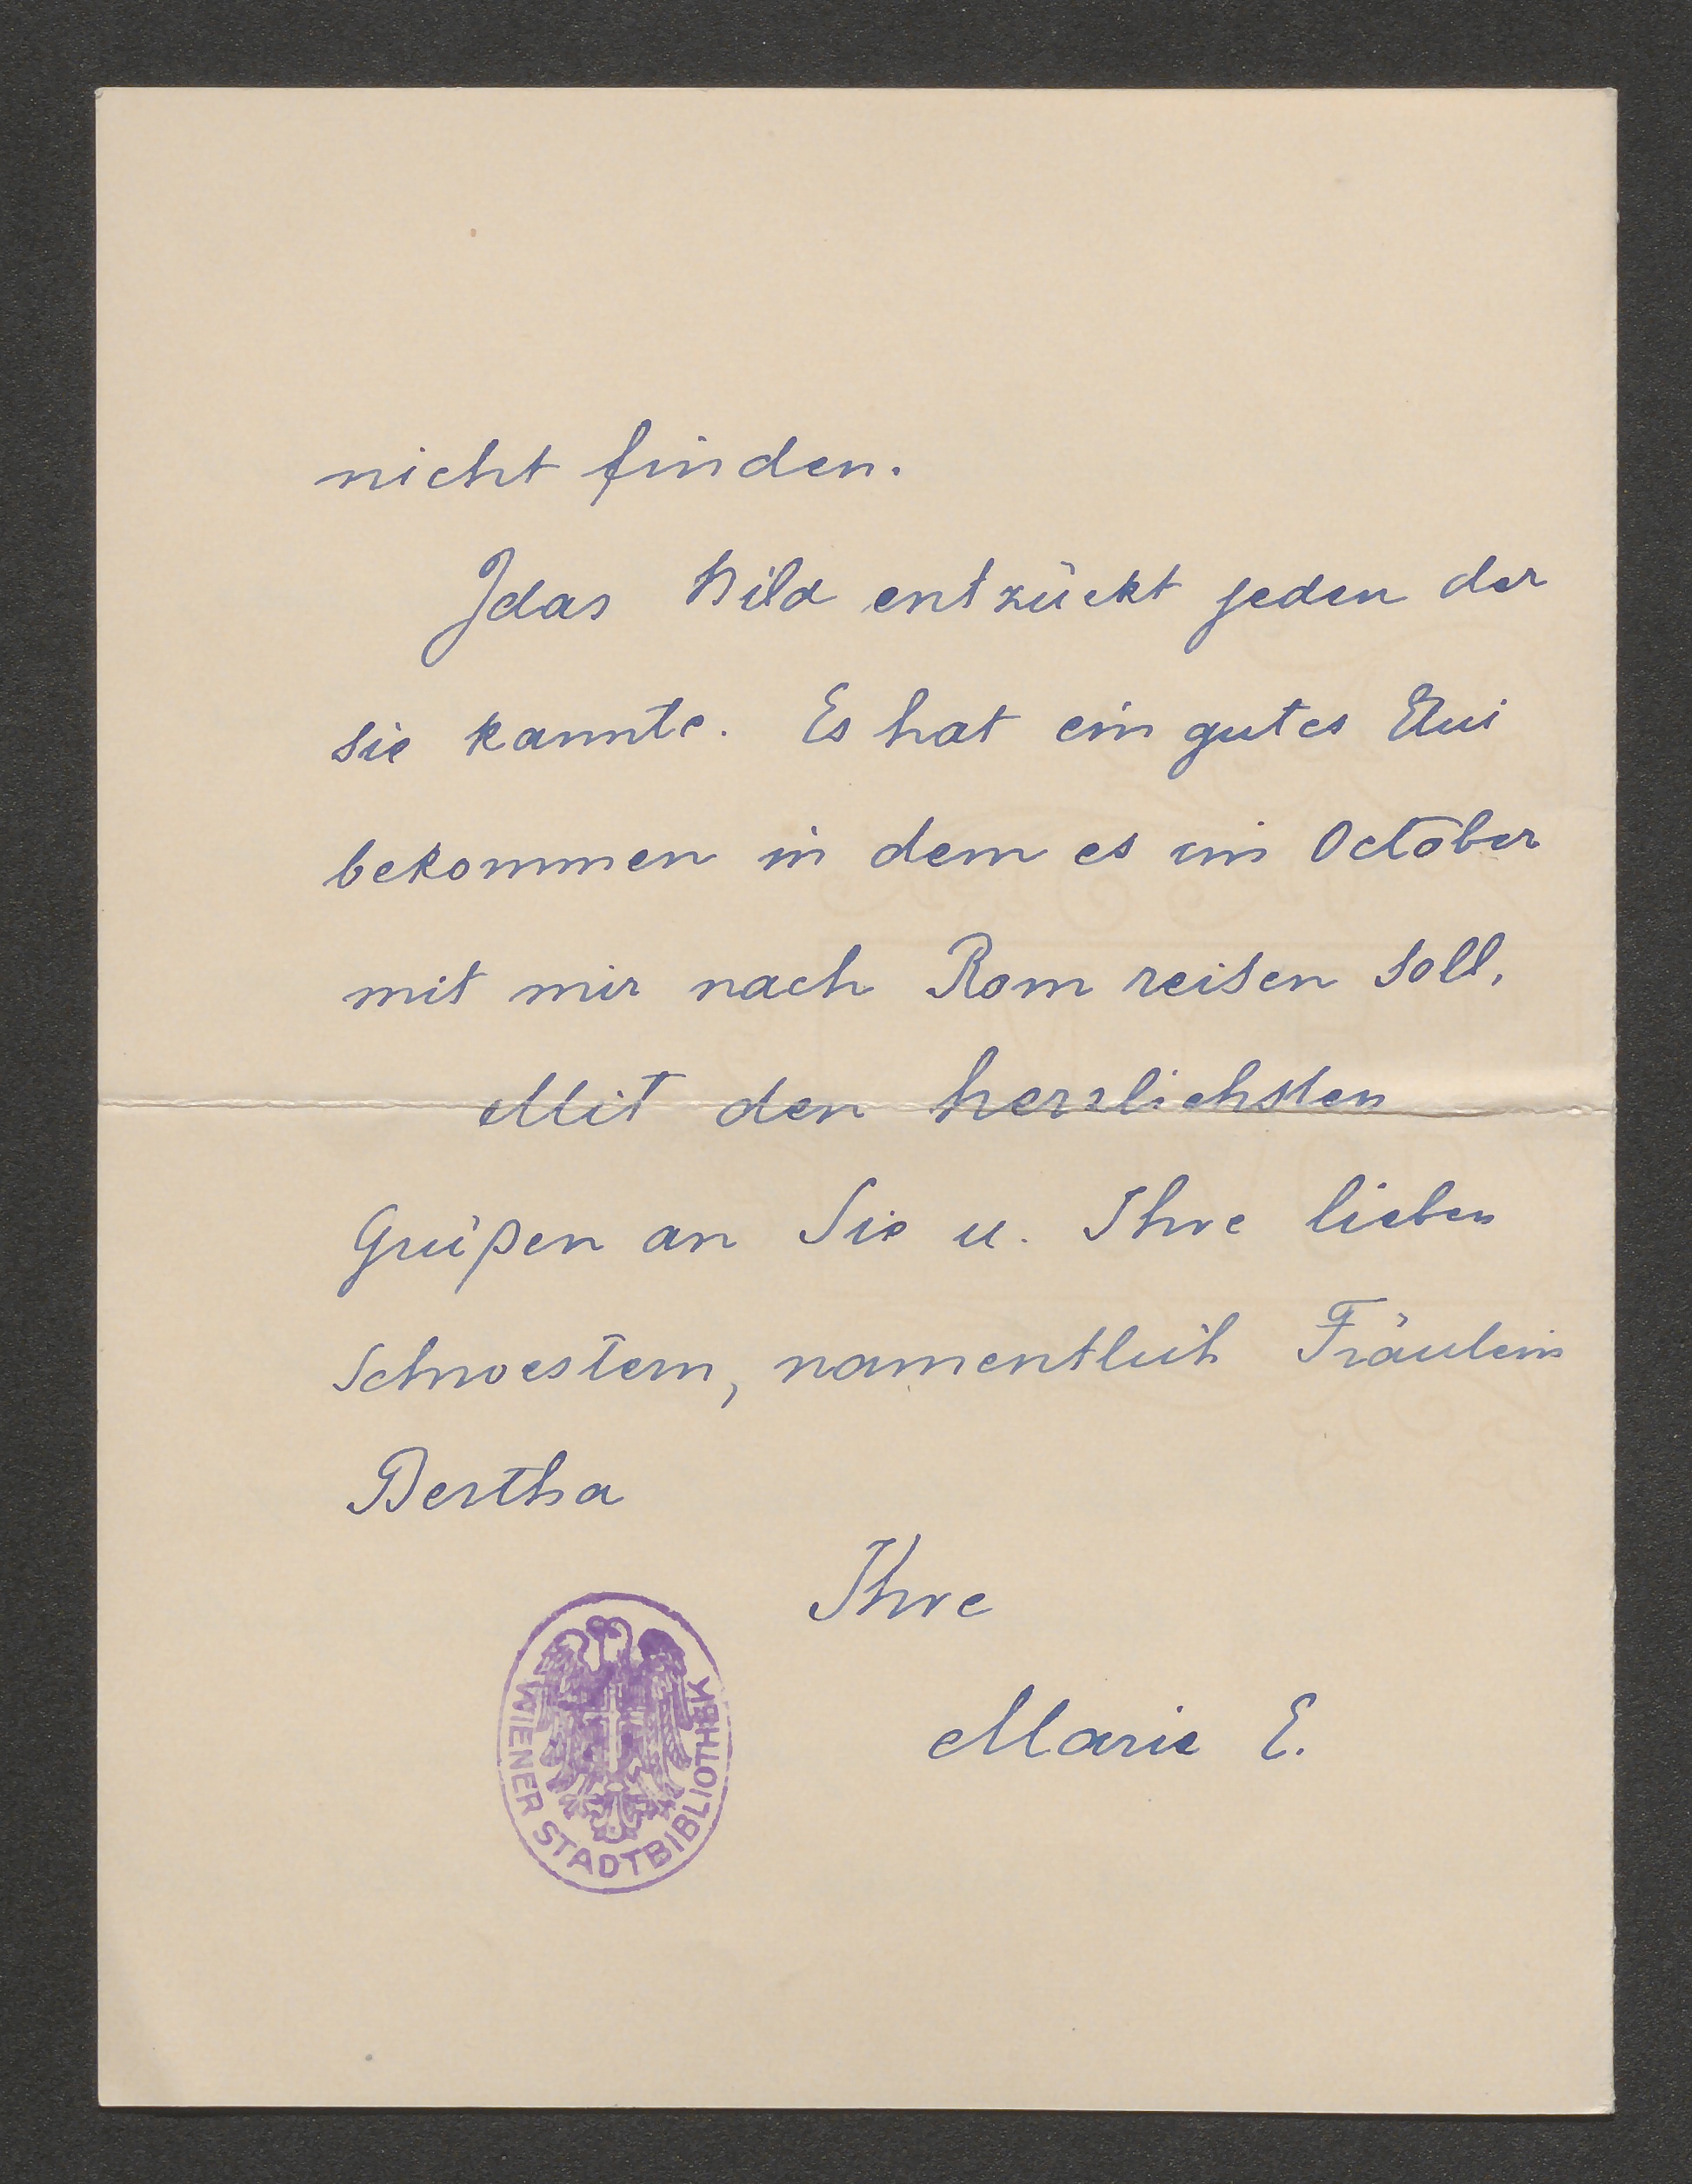 nicht finden.
Idas Bild entzückt jeden der
sie kannte. Es hat ein gutes Etui
bekommen in dem es im October
mit mir nach Rom reisen soll.
Mit den herzlichsten
Grüßen an Sie u. Ihre lieben
Schwestern, namentlich Fräulein
Bertha
Ihre
Marie E.
WIENER STADTBIBLIOTHEK